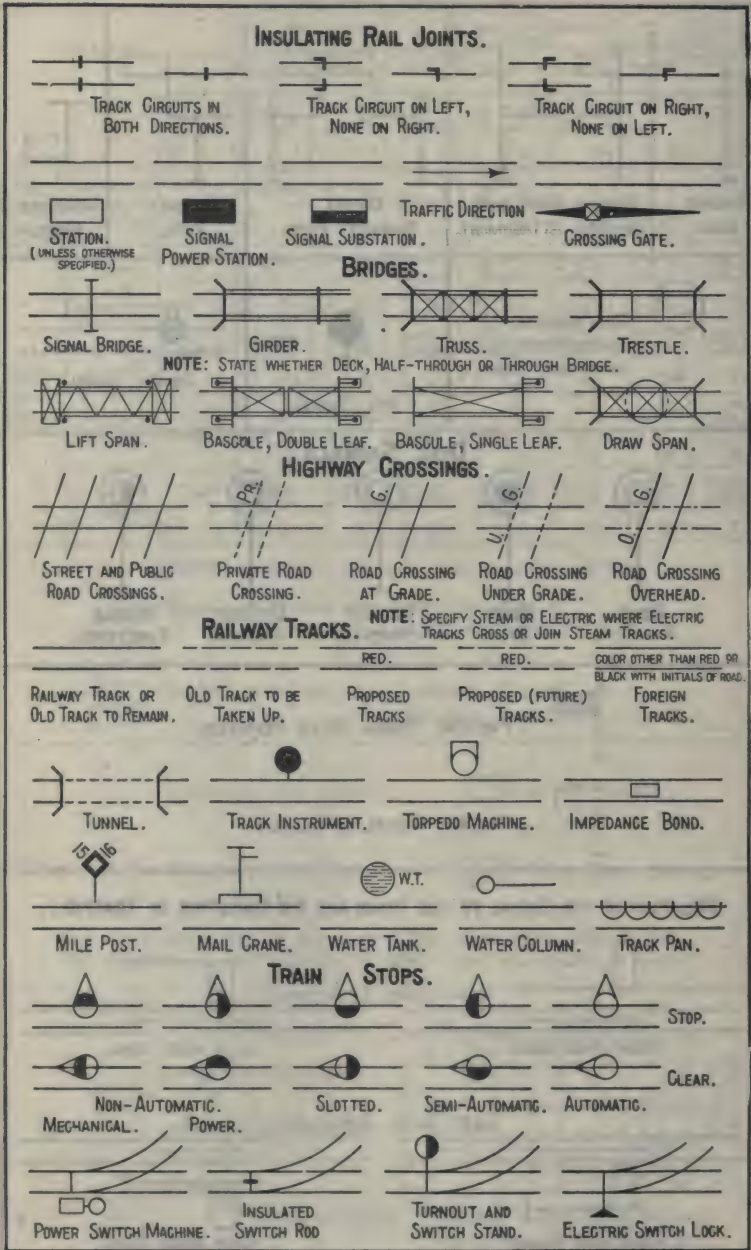 INSULATING RAIL JOINTS.
TRACK CIRCUITS IN
BOTH DIRECTIONS.
TRACK CIRCUIT ON LEFT,
NONE ON RIGHT.
TRACK CIRCUIT ON RIGHT,
NONE ON LEFT.
STATION.
(UNLESS OTHERWISE
SPECIFIED.)
SIGNAL
POWER STATION.
SIGNAL SUBSTATION.
TRAFFIC DIRECTION
CROSSING GATE.
BRIDGES.
SIGNAL BRIDGE.
GIRDER.
TRUSS.
TRESTLE.
NOTE: STATE WHETHER DECK, HALF-THROUGH OR THROUGH BRIDGE.
LIFT SPAN.
BASCULE, DOUBLE LEAF.
BASCULE, SINGLE LEAF.
DRAW SPAN.
HIGHWAY CROSSINGS.
PR.
G.
U. G.
O. G.
STREET AND PUBLIC
ROAD CROSSINGS.
PRIVATE ROAD
CROSSING.
ROAD CROSSING
AT GRADE.
ROAD CROSSING
UNDER GRADE.
ROAD CROSSING
OVERHEAD.
RAILWAY TRACKS.
NOTE: SPECIFY STEAM OR ELECTRIC WHERE ELECTRIC
TRACKS CROSS OR JOIN STEAM TRACKS.
RED.
RED.
COLOR OTHER THAN RED OR
BLACK WITH INITIALS OF ROAD.
RAILWAY TRACK OR
OLD TRACK TO REMAIN.
OLD TRACK TO BE
TAKEN UP.
PROPOSED
TRACKS
PROPOSED (FUTURE)
TRACKS.
FOREIGN
TRACKS.
TUNNEL.
TRACK INSTRUMENT.
TORPEDO MACHINE.
IMPEDANCE BOND.
15 16
W.T.
MILE POST.
MAIL CRANE.
WATER TANK.
WATER COLUMN.
TRACK PAN.
TRAIN STOPS.
STOP.
CLEAR.
NON-AUTOMATIC.
SLOTTED.
SEMI-AUTOMATIC.
AUTOMATIC.
MECHANICAL. POWER.
POWER SWITCH MACHINE.
INSULATED
SWITCH ROD
TURNOUT AND
SWITCH STAND.
ELECTRIC SWITCH LOCK.